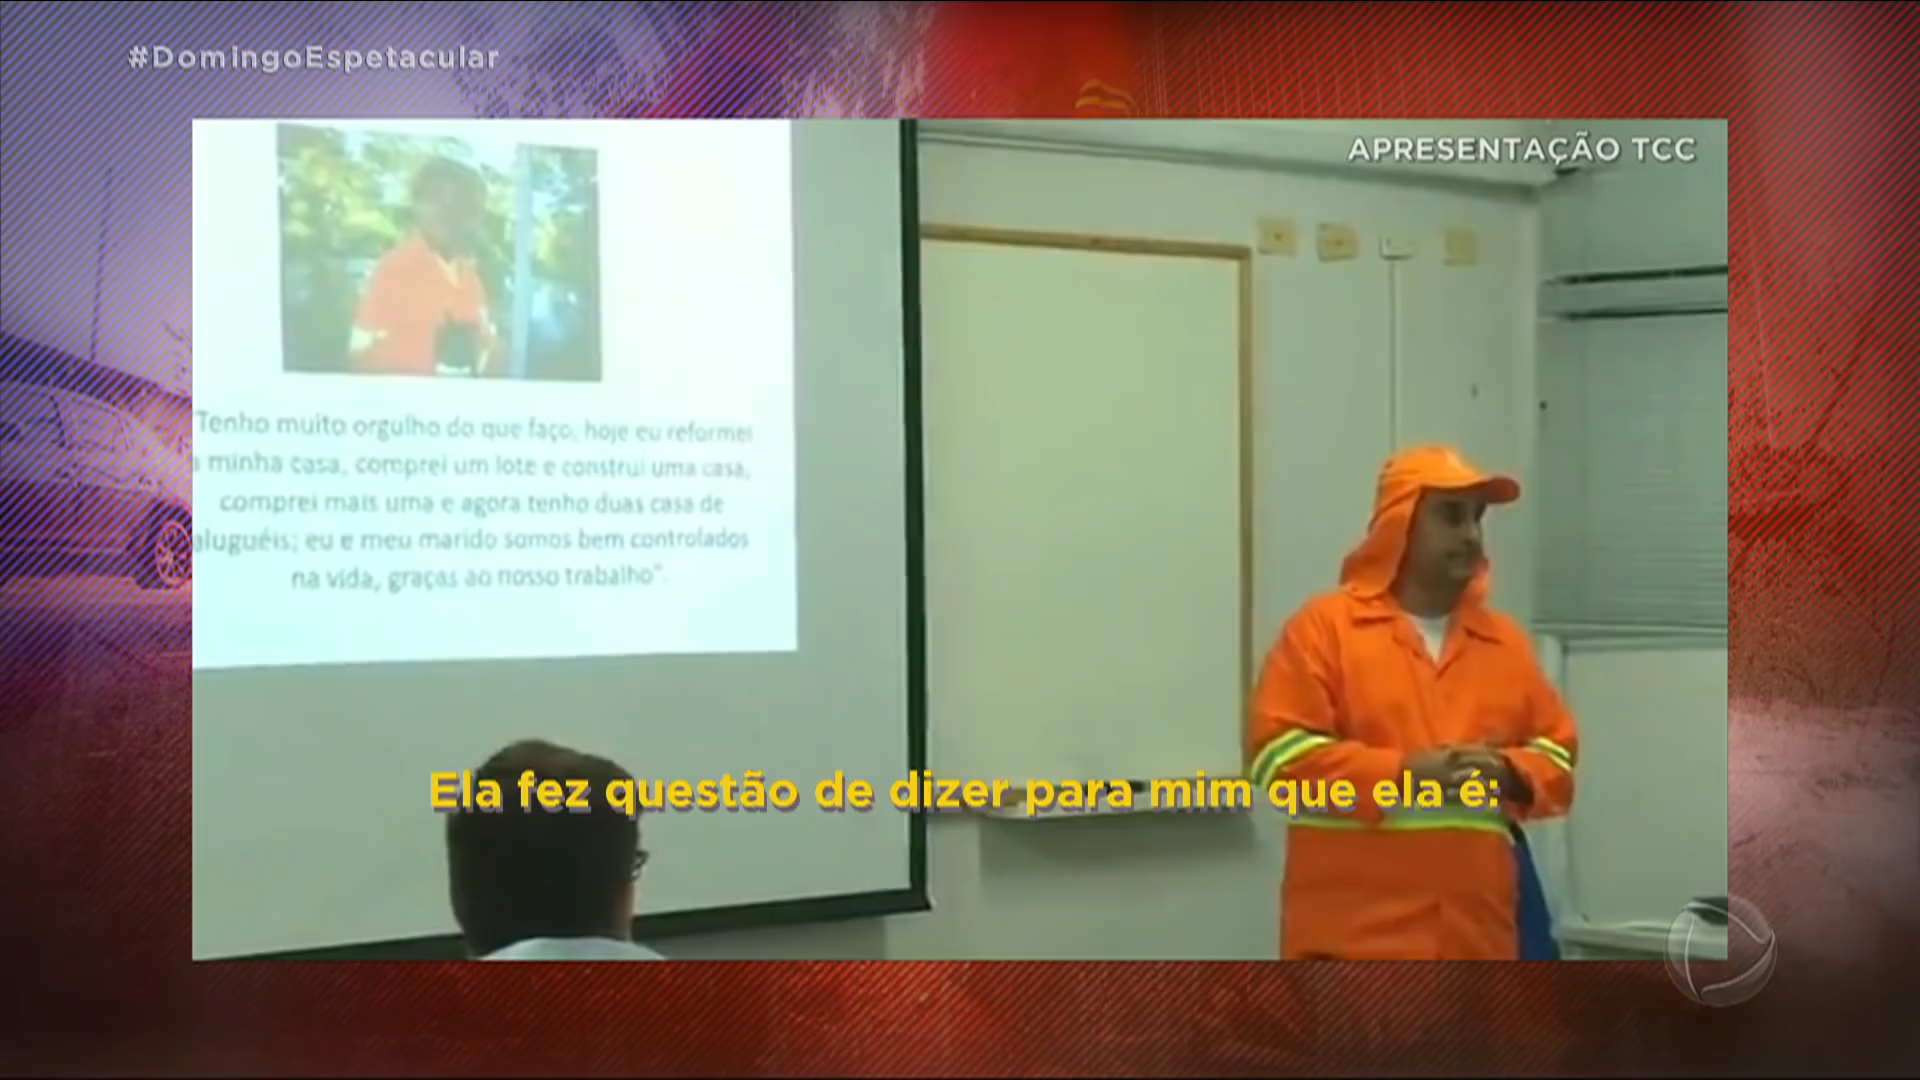 #DomingoEspetacular
APRESENTAÇÃO TCC
"Tenho muito orgulho do que faço, hoje eu reformei
a minha casa, comprei um lote e construi uma casa,
comprei mais uma e agora tenho duas casa de
aluguéis; eu e meu marido somos bem controlados
na vida, graças ao nosso trabalho".
Ela fez questão de dizer para mim que ela é: